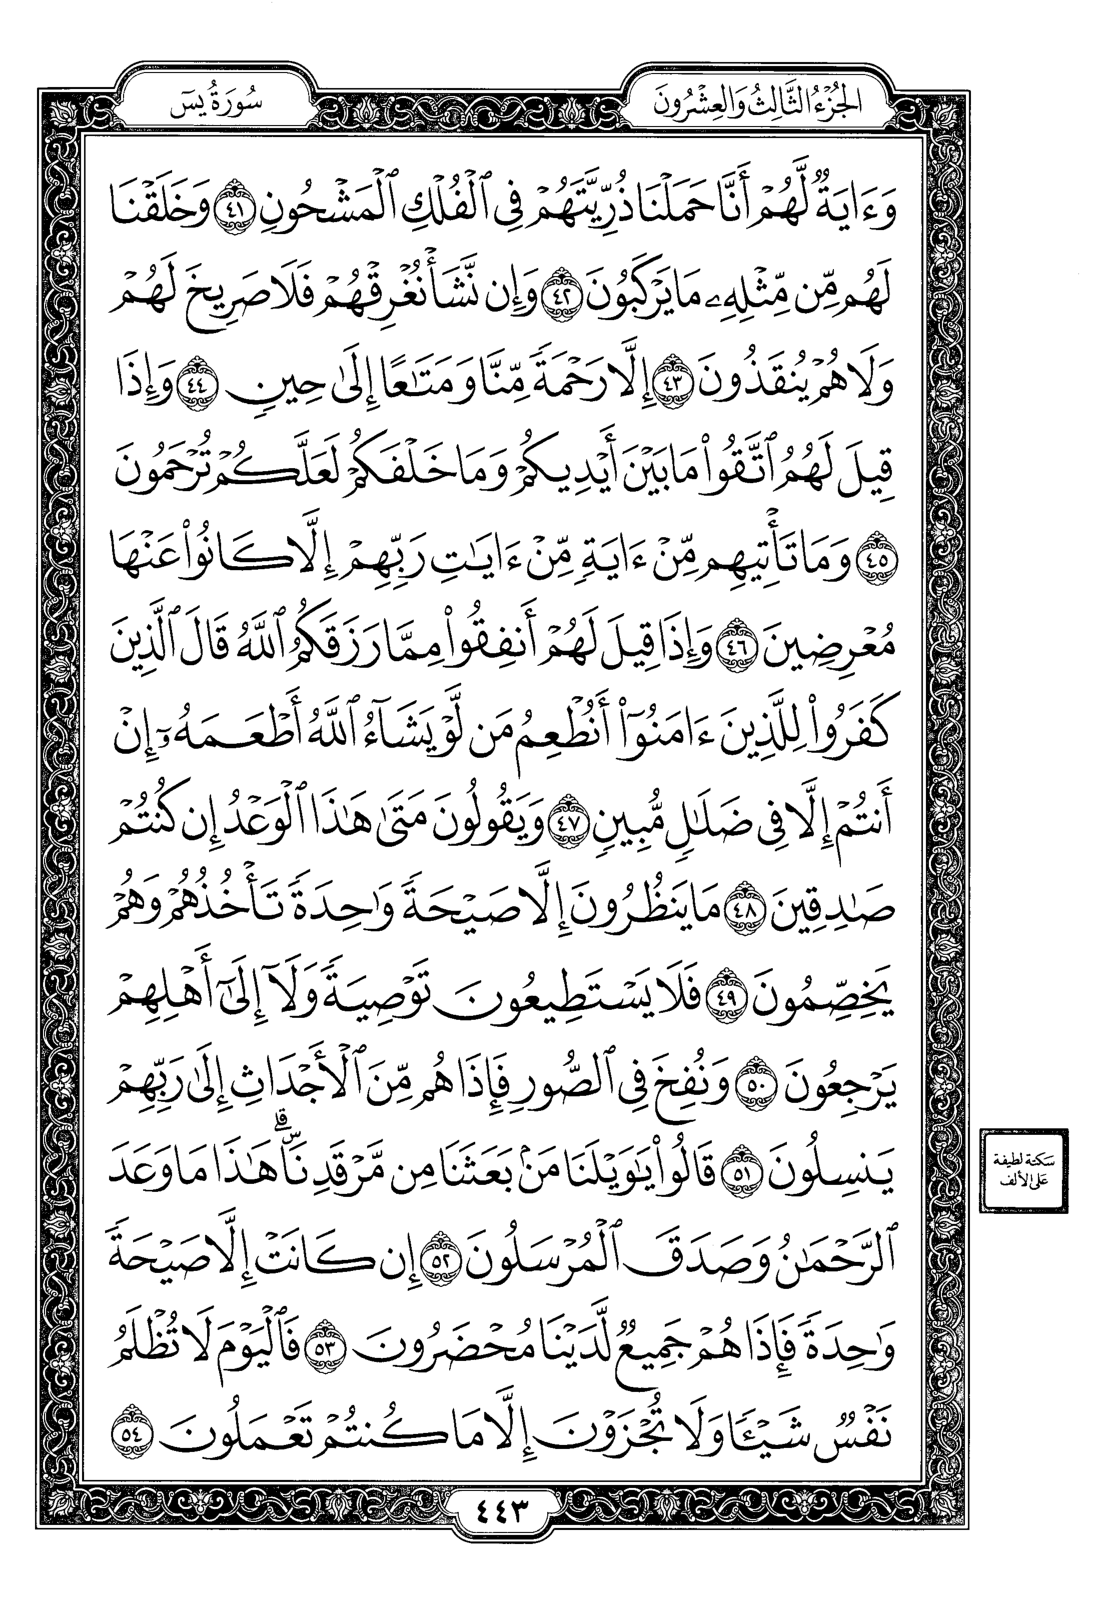 الجزء الثالث والعشرون
سورة يس
وَءَايَةٌ لَّهُمْ أَنَّا حَمَلْنَا ذُرِّيَّتَهُمْ فِى ٱلْفُلْكِ ٱلْمَشْحُونِ ٤١ وَخَلَقْنَا
لَهُم مِّن مِّثْلِهِۦ مَا يَرْكَبُونَ ٤٢ وَإِن نَّشَأْ نُغْرِقْهُمْ فَلَا صَرِيخَ لَهُمْ
وَلَا هُمْ يُنقَذُونَ ٤٣ إِلَّا رَحْمَةً مِّنَّا وَمَتَـٰعًا إِلَىٰ حِينٍ ٤٤ وَإِذَا
قِيلَ لَهُمُ ٱتَّقُوا۟ مَا بَيْنَ أَيْدِيكُمْ وَمَا خَلْفَكُمْ لَعَلَّكُمْ تُرْحَمُونَ
٤٥ وَمَا تَأْتِيهِم مِّنْ ءَايَةٍ مِّنْ ءَايَـٰتِ رَبِّهِمْ إِلَّا كَانُوا۟ عَنْهَا
مُعْرِضِينَ ٤٦ وَإِذَا قِيلَ لَهُمْ أَنفِقُوا۟ مِمَّا رَزَقَكُمُ ٱللَّهُ قَالَ ٱلَّذِينَ
كَفَرُوا۟ لِلَّذِينَ ءَامَنُوٓا۟ أَنُطْعِمُ مَن لَّوْ يَشَآءُ ٱللَّهُ أَطْعَمَهُۥٓ إِنْ
أَنتُمْ إِلَّا فِى ضَلَـٰلٍ مُّبِينٍ ٤٧ وَيَقُولُونَ مَتَىٰ هَـٰذَا ٱلْوَعْدُ إِن كُنتُمْ
صَـٰدِقِينَ ٤٨ مَا يَنظُرُونَ إِلَّا صَيْحَةً وَٰحِدَةً تَأْخُذُهُمْ وَهُمْ
يَخِصِّمُونَ ٤٩ فَلَا يَسْتَطِيعُونَ تَوْصِيَةً وَلَآ إِلَىٰٓ أَهْلِهِمْ
يَرْجِعُونَ ٥٠ وَنُفِخَ فِى ٱلصُّورِ فَإِذَا هُم مِّنَ ٱلْأَجْدَاثِ إِلَىٰ رَبِّهِمْ
يَنسِلُونَ ٥١ قَالُوا۟ يَـٰوَيْلَنَا مَنۢ بَعَثَنَا مِن مَّرْقَدِنَا ۜ ۗ هَـٰذَا مَا وَعَدَ
ٱلرَّحْمَـٰنُ وَصَدَقَ ٱلْمُرْسَلُونَ ٥٢ إِن كَانَتْ إِلَّا صَيْحَةً
وَٰحِدَةً فَإِذَا هُمْ جَمِيعٌ لَّدَيْنَا مُحْضَرُونَ ٥٣ فَٱلْيَوْمَ لَا تُظْلَمُ
نَفْسٌ شَيْـًٔا وَلَا تُجْزَوْنَ إِلَّا مَا كُنتُمْ تَعْمَلُونَ ٥٤
سكتة لطيفة
على الألف
٤٤٣